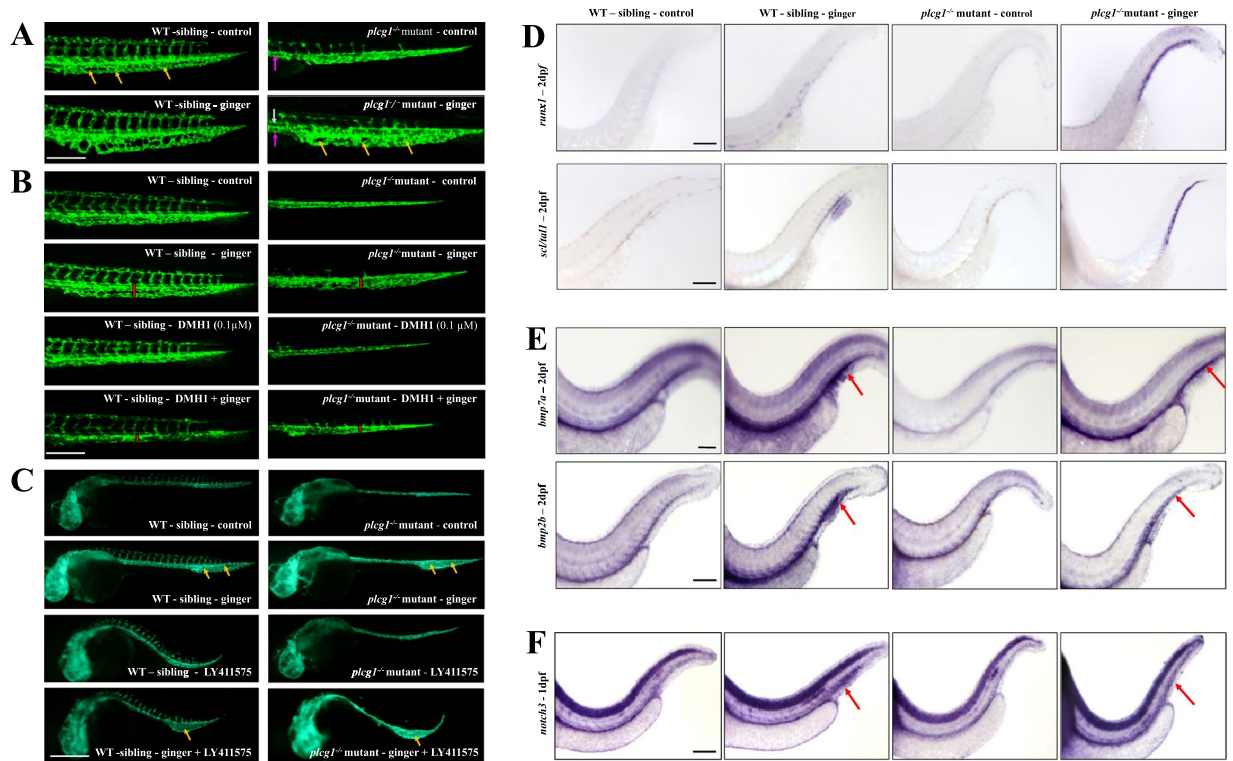 A
WT -sibling - control
plcg1-/- mutant - control
WT -sibling - ginger
plcg1-/- mutant - ginger
B
WT – sibling - control
plcg1-/- mutant - control
WT – sibling - ginger
plcg1-/- mutant - ginger
WT – sibling - DMH1 (0.1μM)
plcg1-/- mutant - DMH1 (0.1 μM)
WT - sibling - DMH1 + ginger
plcg1-/- mutant - DMH1 + ginger
C
WT - sibling - control
plcg1-/- mutant - control
WT - sibling - ginger
plcg1-/- mutant - ginger
WT – sibling - LY411575
plcg1-/- mutant - LY411575
WT -sibling - ginger + LY411575
plcg1-/- mutant - ginger + LY411575
WT – sibling - control
WT - sibling - ginger
plcg1-/- mutant - control
plcg1-/- mutant - ginger
D
runx1 – 2dpf
scl/tal1 – 2dpf
E
bmp7a – 2dpf
bmp2b – 2dpf
F
notch3 - 1dpf